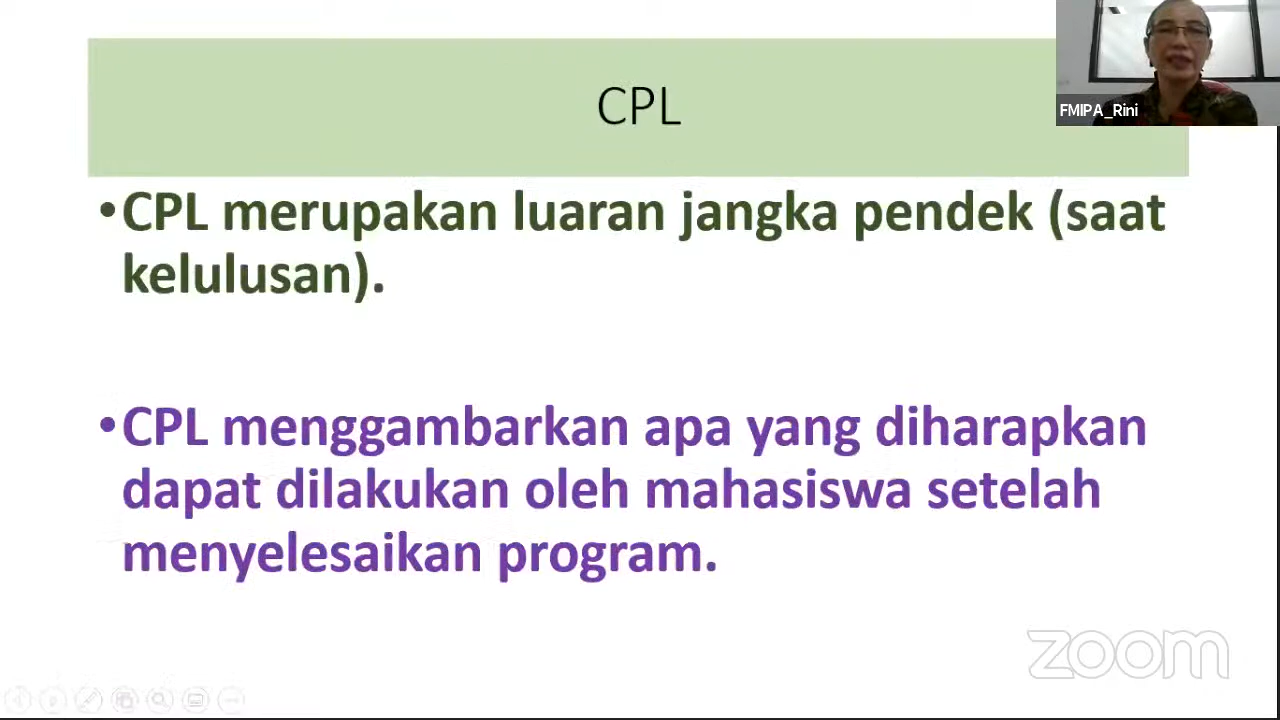 CPL
FMIPA_Rini
•CPL merupakan luaran jangka pendek (saat
kelulusan).
•CPL menggambarkan apa yang diharapkan
dapat dilakukan oleh mahasiswa setelah
menyelesaikan program.
zoom